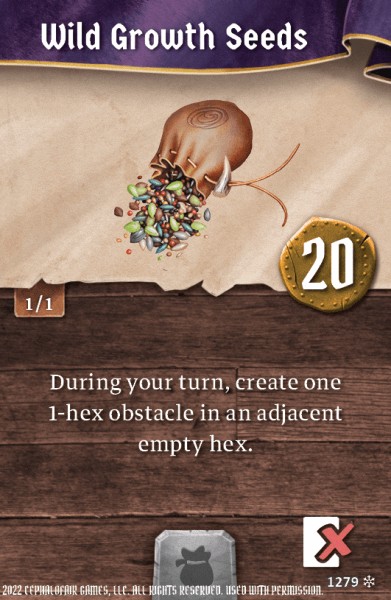 Wild Growth Seeds
20
1/1
During your turn, create one
1-hex obstacle in an adjacent
empty hex.
1279
2022 CEPHALOFAIR GAMES, LLC. ALL RIGHTS RESERVED. USED WITH PERMISSION.